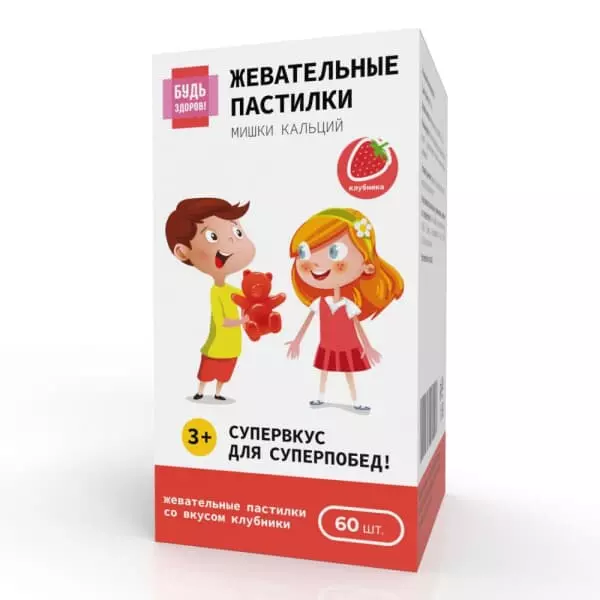 БУДЬ
ЗДОРОВ!
ЖЕВАТЕЛЬНЫЕ
ПАСТИЛКИ
МИШКИ КАЛЬЦИЙ
клубника
3+
СУПЕРВКУС
ДЛЯ СУПЕРПОБЕД!
жевательные пастилки
со вкусом клубники
60 шт.